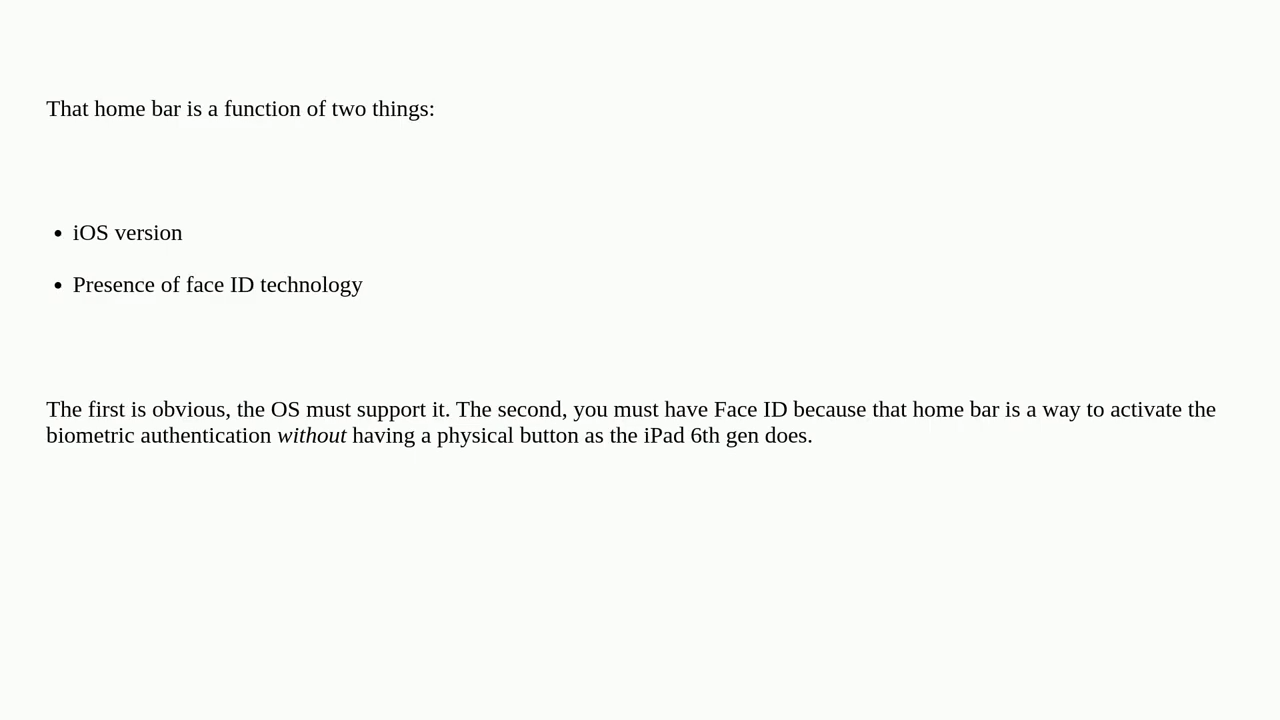 That home bar is a function of two things:
• iOS version
• Presence of face ID technology
The first is obvious, the OS must support it. The second, you must have Face ID because that home bar is a way to activate the
biometric authentication without having a physical button as the iPad 6th gen does.